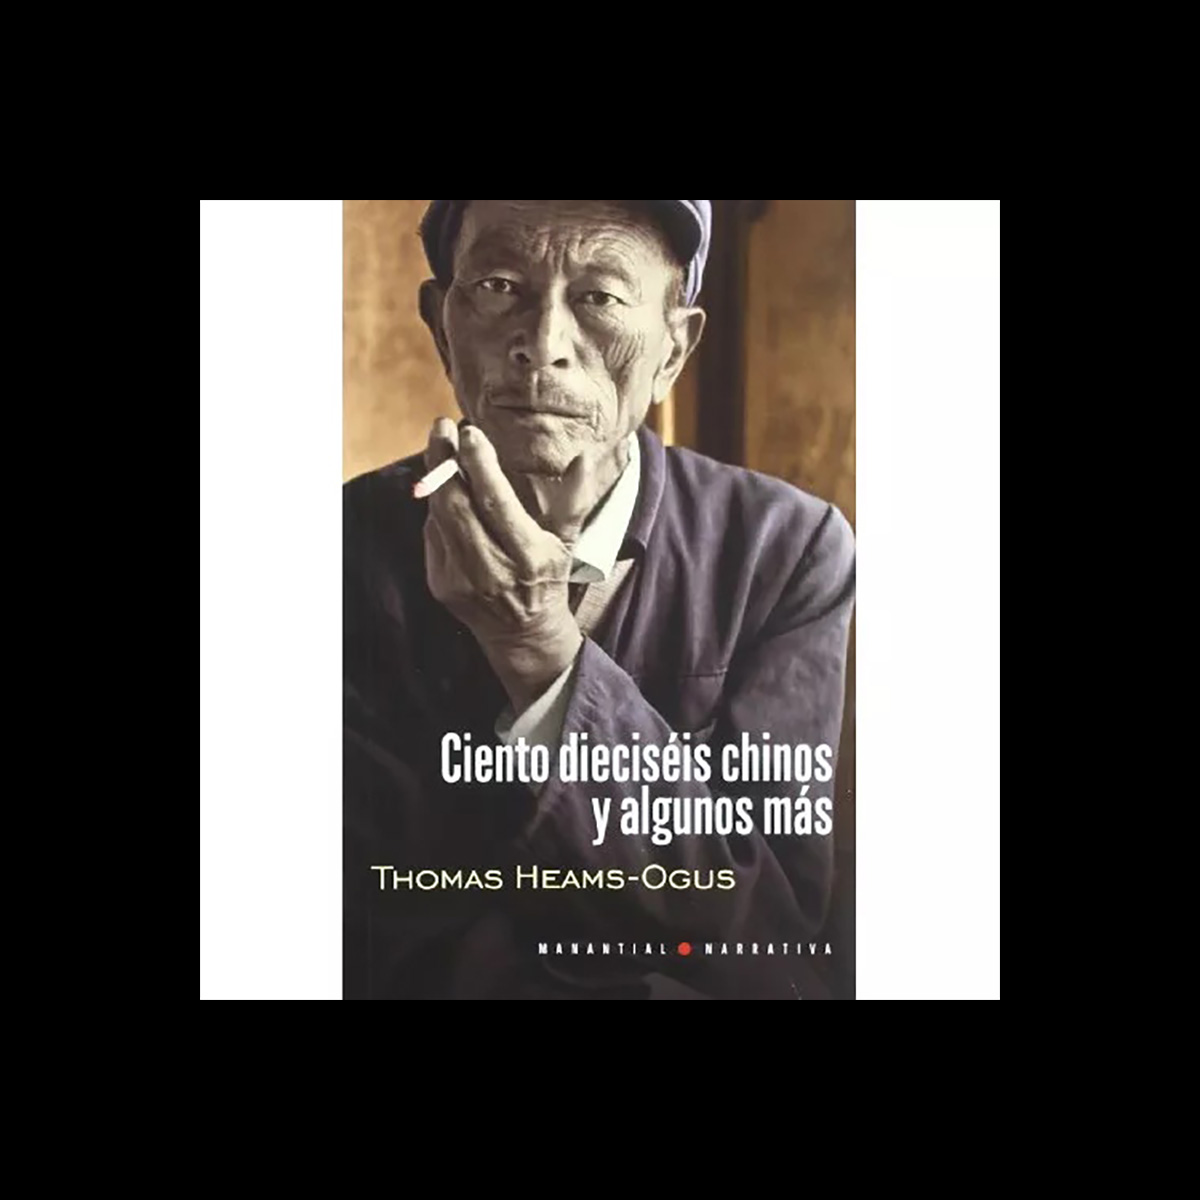 Ciento dieciséis chinos
y algunos más
THOMAS HEAMS-OGUS
MANANTIAL NARRATIVA